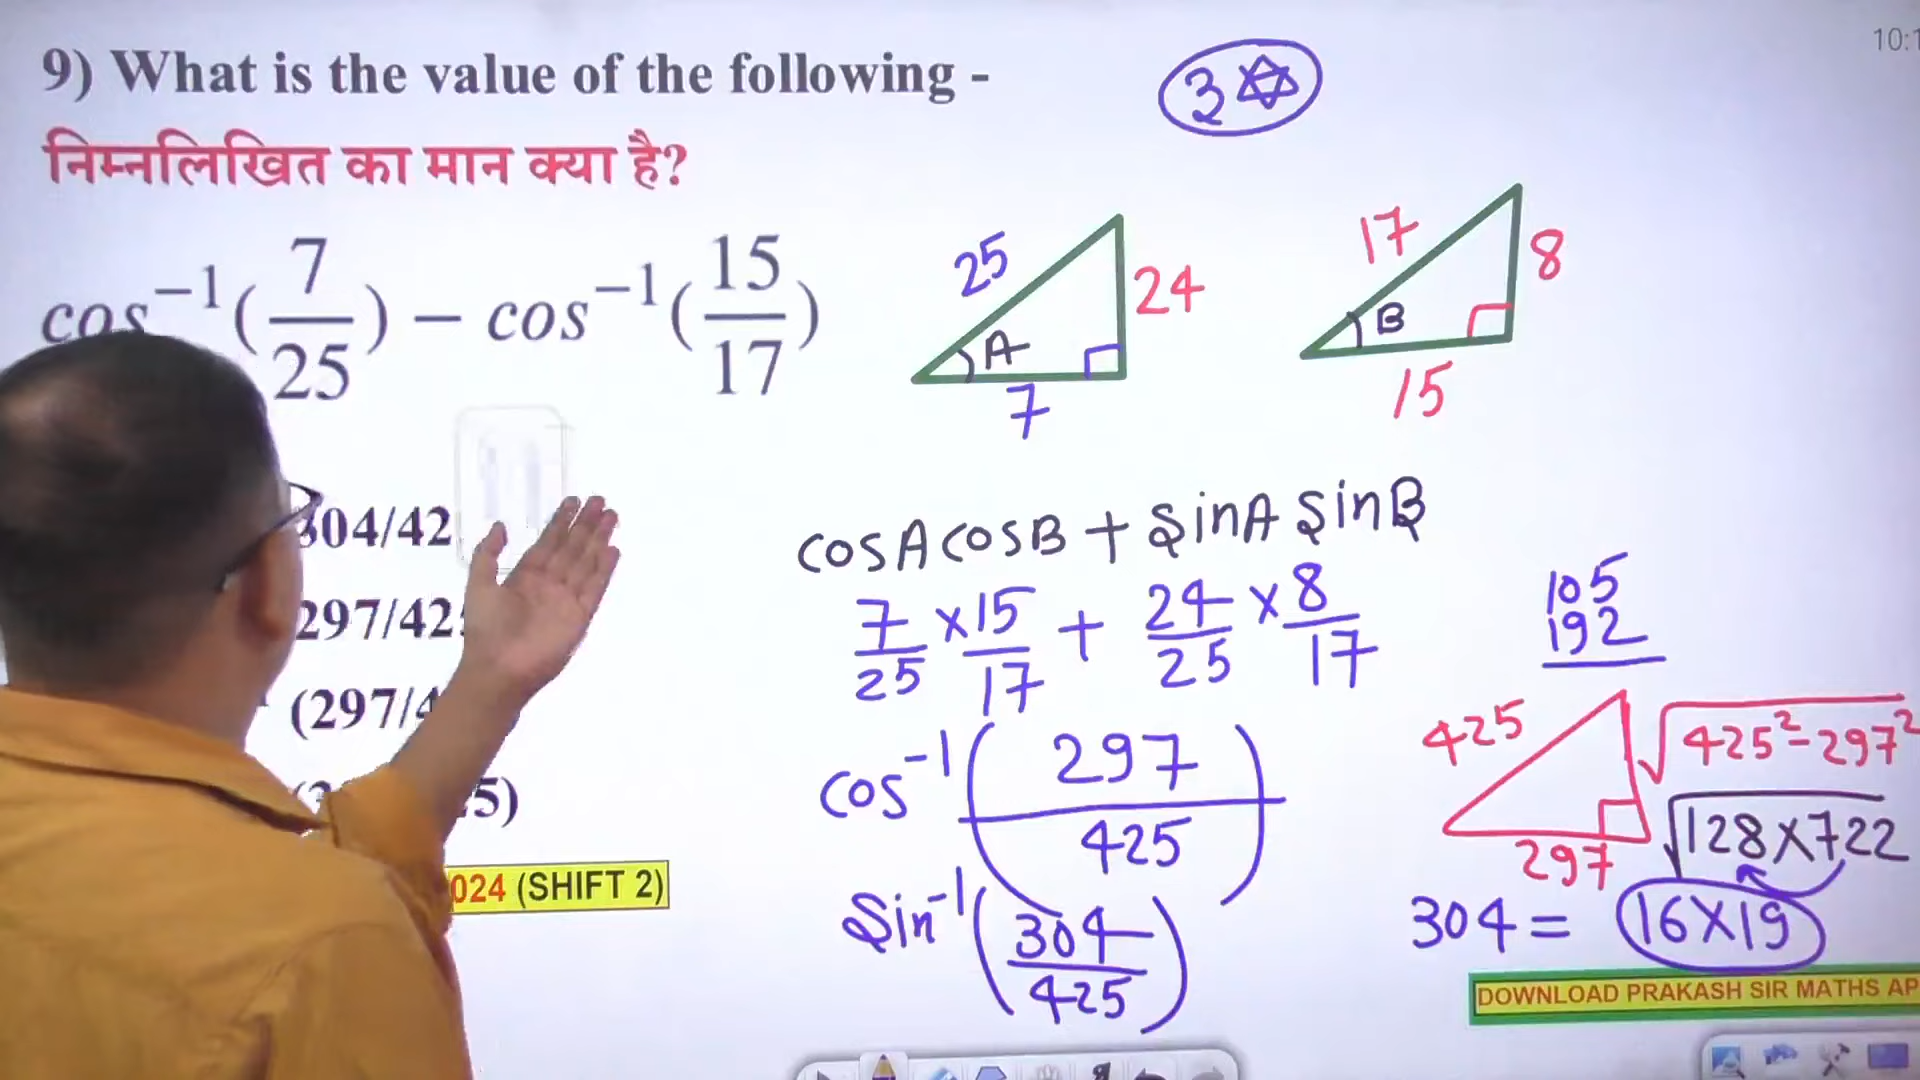 10:1
9) What is the value of the following -
3
निम्नलिखित का मान क्या है?
cos⁻¹(7/25) − cos⁻¹(15/17)
25
24
A
7
17
8
B
15
304/42
297/42
(297/4
5)
024 (SHIFT 2)
cosA cosB + sinA sinB
7/25 × 15/17 + 24/25 × 8/17
105
192
cos⁻¹(297/425)
sin⁻¹(304/425)
425
√425²-297²
297
√128×722
304 = 16×19
DOWNLOAD PRAKASH SIR MATHS AP